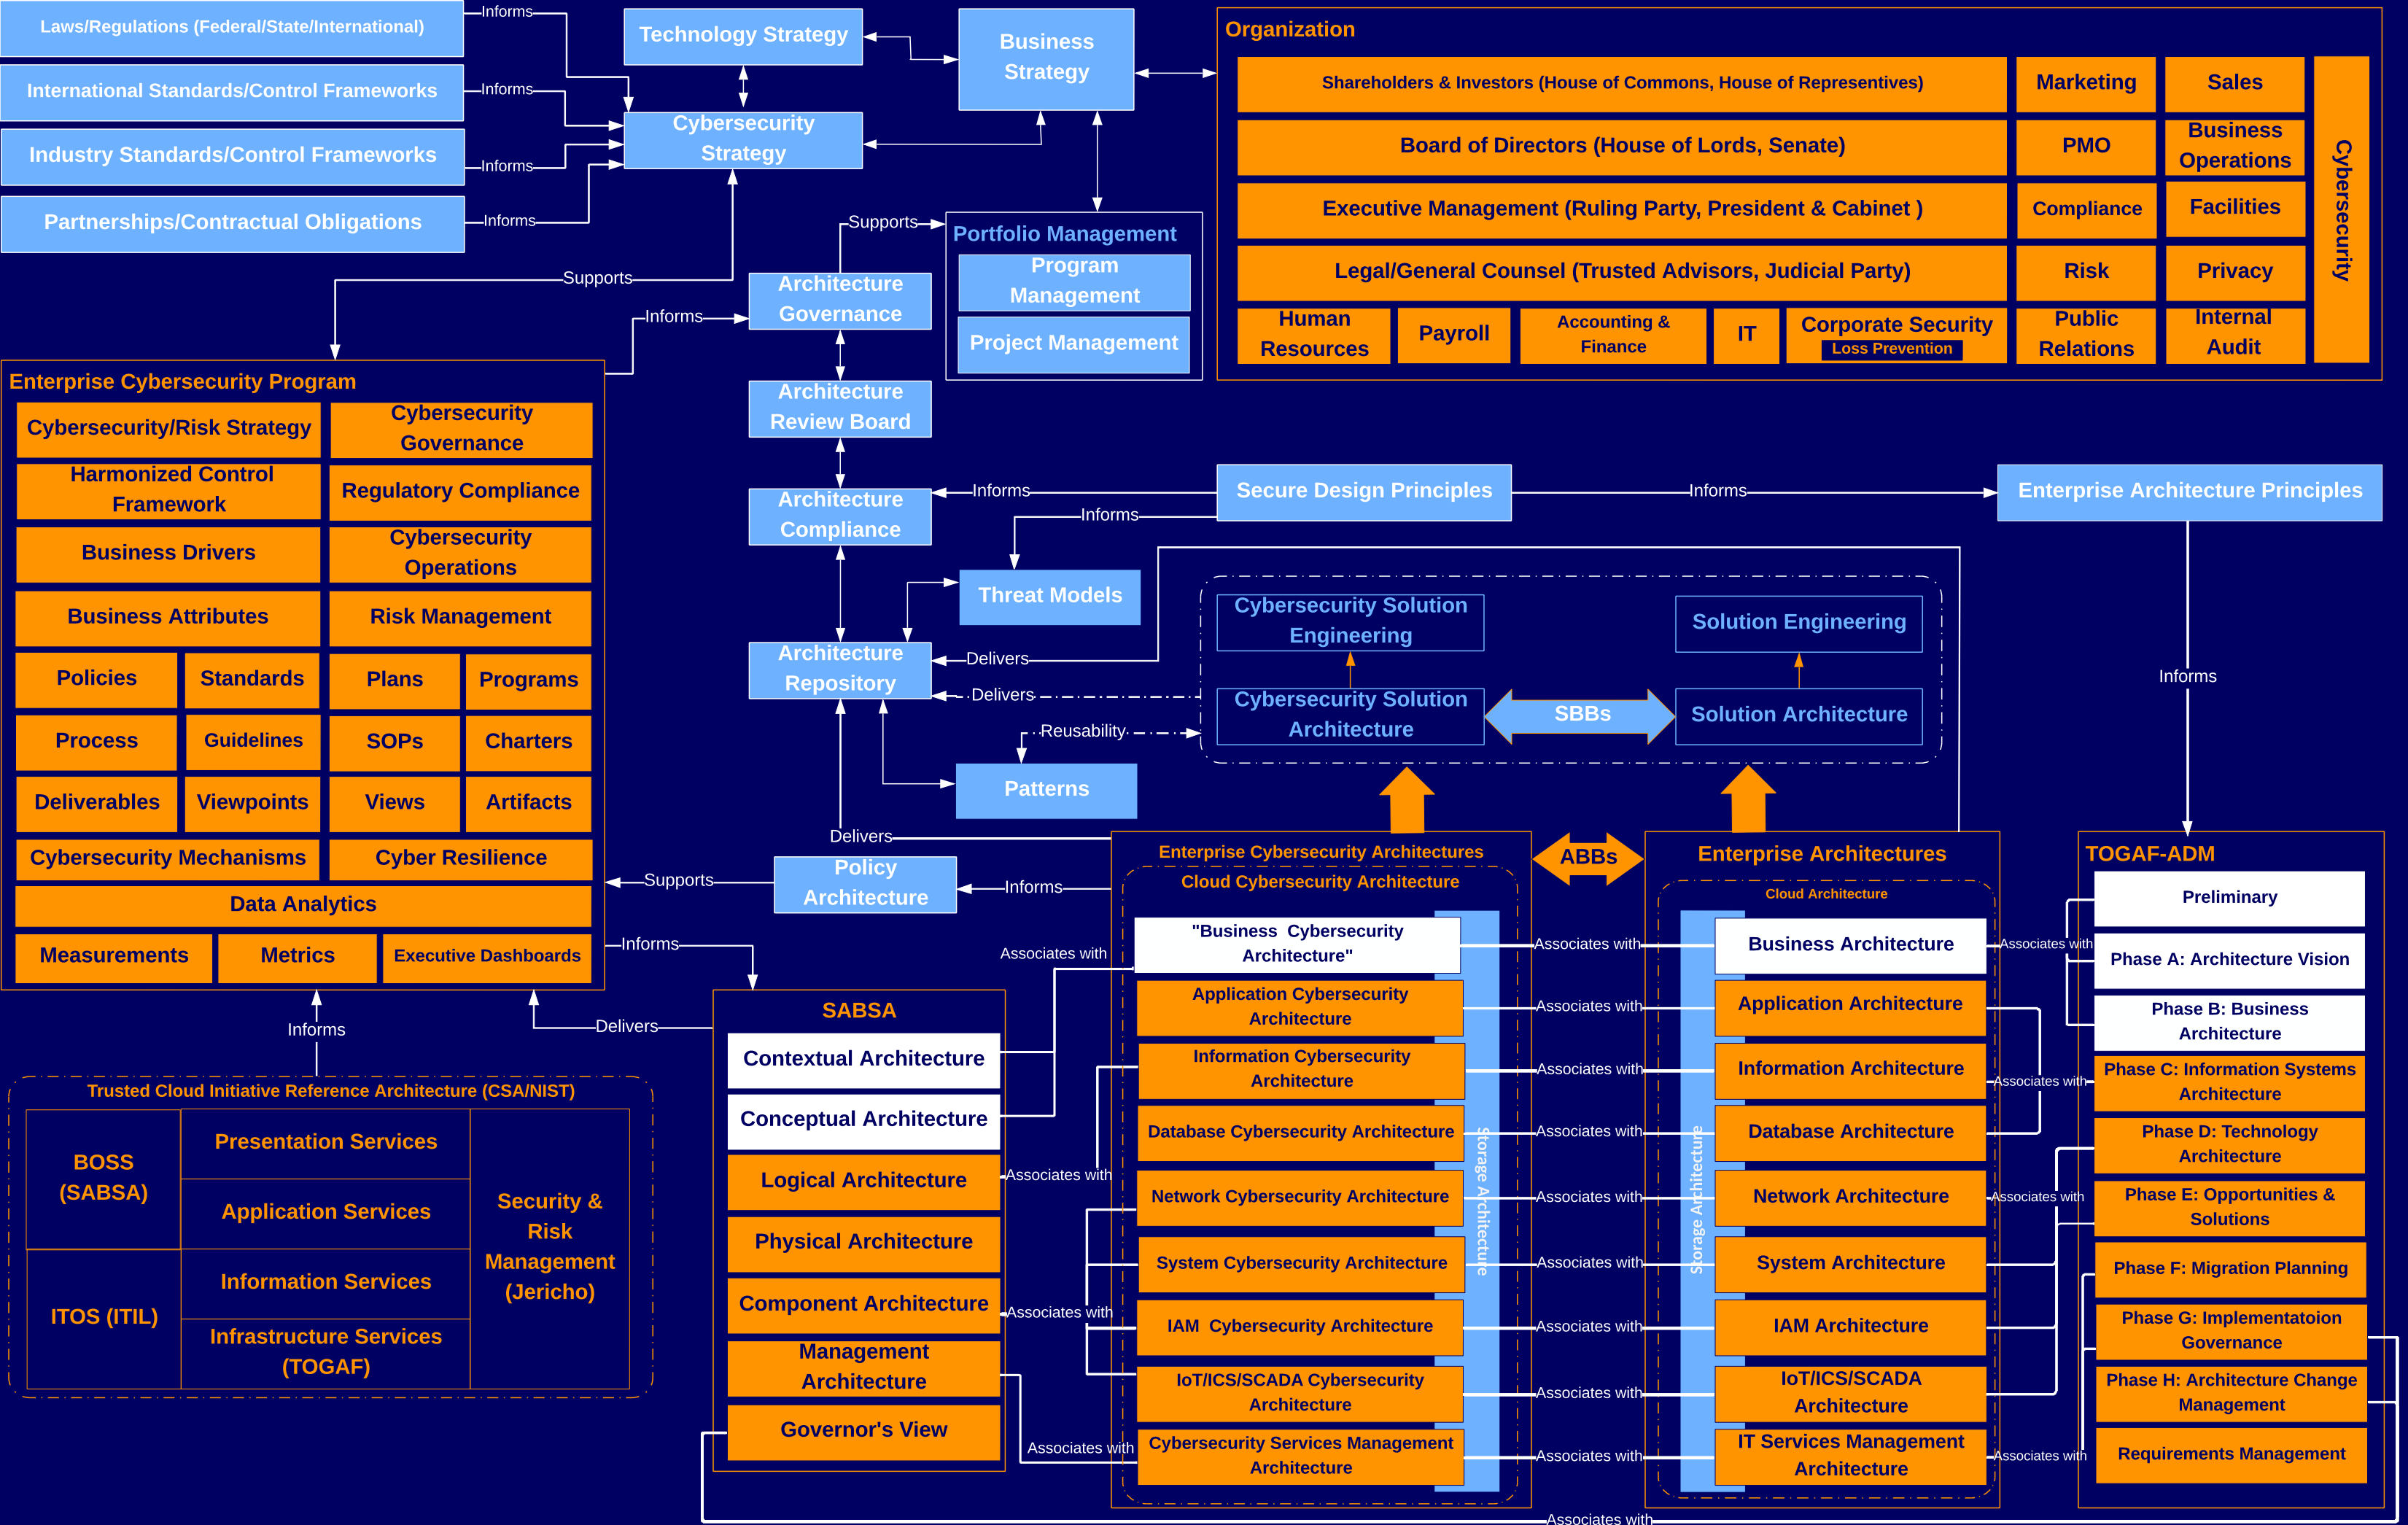 Laws/Regulations (Federal/State/International)
Informs
International Standards/Control Frameworks
Informs
Industry Standards/Control Frameworks
Informs
Partnerships/Contractual Obligations
Informs
Technology Strategy
Cybersecurity
Strategy
Business
Strategy
Supports
Supports
Informs
Architecture
Governance
Architecture
Review Board
Architecture
Compliance
Architecture
Repository
Portfolio Management
Program
Management
Project Management
Organization
Shareholders & Investors (House of Commons, House of Representives)
Marketing
Sales
Board of Directors (House of Lords, Senate)
PMO
Business
Operations
Executive Management (Ruling Party, President & Cabinet )
Compliance
Facilities
Legal/General Counsel (Trusted Advisors, Judicial Party)
Risk
Privacy
Human
Resources
Payroll
Accounting &
Finance
IT
Corporate Security
Loss Prevention
Public
Relations
Internal
Audit
Cybersecurity
Enterprise Cybersecurity Program
Cybersecurity/Risk Strategy
Cybersecurity
Governance
Harmonized Control
Framework
Regulatory Compliance
Business Drivers
Cybersecurity
Operations
Business Attributes
Risk Management
Policies
Standards
Plans
Programs
Process
Guidelines
SOPs
Charters
Deliverables
Viewpoints
Views
Artifacts
Cybersecurity Mechanisms
Cyber Resilience
Data Analytics
Measurements
Metrics
Executive Dashboards
Informs
Secure Design Principles
Informs
Enterprise Architecture Principles
Informs
Threat Models
Informs
Delivers
Delivers
Reusability
Patterns
Delivers
Cybersecurity Solution
Engineering
Solution Engineering
Cybersecurity Solution
Architecture
SBBs
Solution Architecture
Supports
Policy
Architecture
Informs
Informs
Delivers
Informs
Trusted Cloud Initiative Reference Architecture (CSA/NIST)
BOSS
(SABSA)
ITOS (ITIL)
Presentation Services
Application Services
Information Services
Infrastructure Services
(TOGAF)
Security &
Risk
Management
(Jericho)
SABSA
Contextual Architecture
Conceptual Architecture
Logical Architecture
Physical Architecture
Component Architecture
Management
Architecture
Governor's View
Associates with
Associates with
Associates with
Associates with
Enterprise Cybersecurity Architectures
Cloud Cybersecurity Architecture
"Business  Cybersecurity
Architecture"
Application Cybersecurity
Architecture
Information Cybersecurity
Architecture
Database Cybersecurity Architecture
Network Cybersecurity Architecture
System Cybersecurity Architecture
IAM  Cybersecurity Architecture
IoT/ICS/SCADA Cybersecurity
Architecture
Cybersecurity Services Management
Architecture
Storage Architecture
ABBs
Associates with
Associates with
Associates with
Associates with
Associates with
Associates with
Associates with
Associates with
Associates with
Enterprise Architectures
Cloud Architecture
Storage Architecture
Business Architecture
Application Architecture
Information Architecture
Database Architecture
Network Architecture
System Architecture
IAM Architecture
IoT/ICS/SCADA
Architecture
IT Services Management
Architecture
Associates with
Associates with
Associates with
Associates with
TOGAF-ADM
Preliminary
Phase A: Architecture Vision
Phase B: Business
Architecture
Phase C: Information Systems
Architecture
Phase D: Technology
Architecture
Phase E: Opportunities &
Solutions
Phase F: Migration Planning
Phase G: Implementatoion
Governance
Phase H: Architecture Change
Management
Requirements Management
Associates with